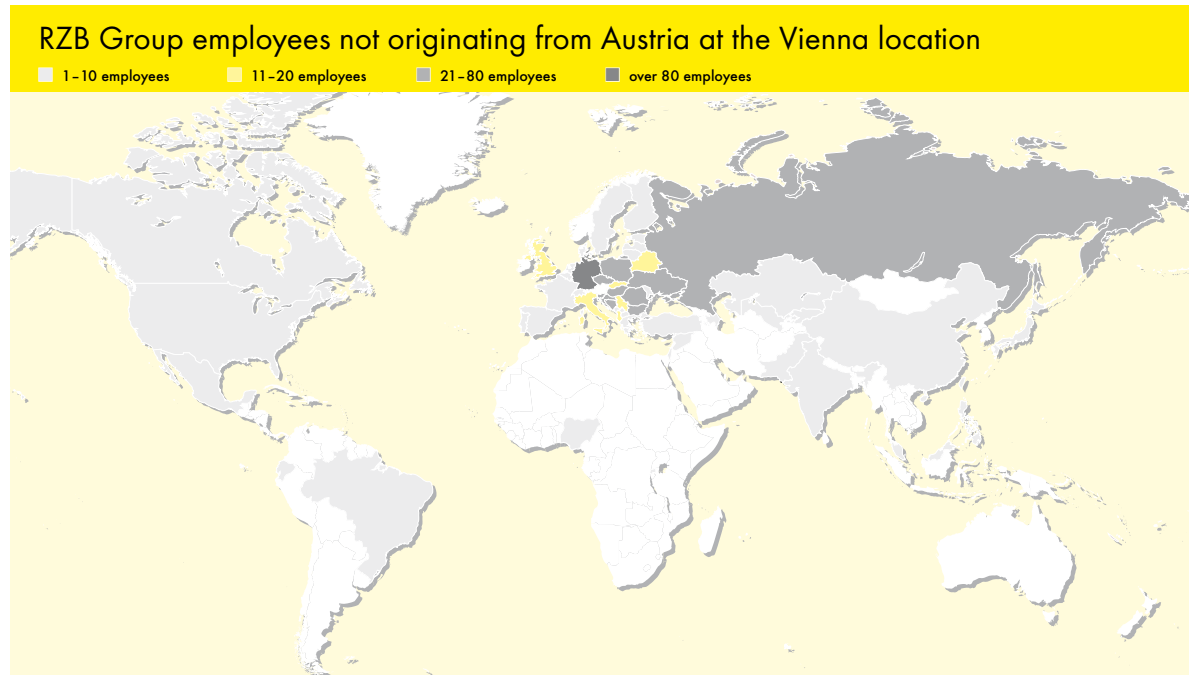 RZB Group employees not originating from Austria at the Vienna location
1–10 employees 11–20 employees 21–80 employees over 80 employees